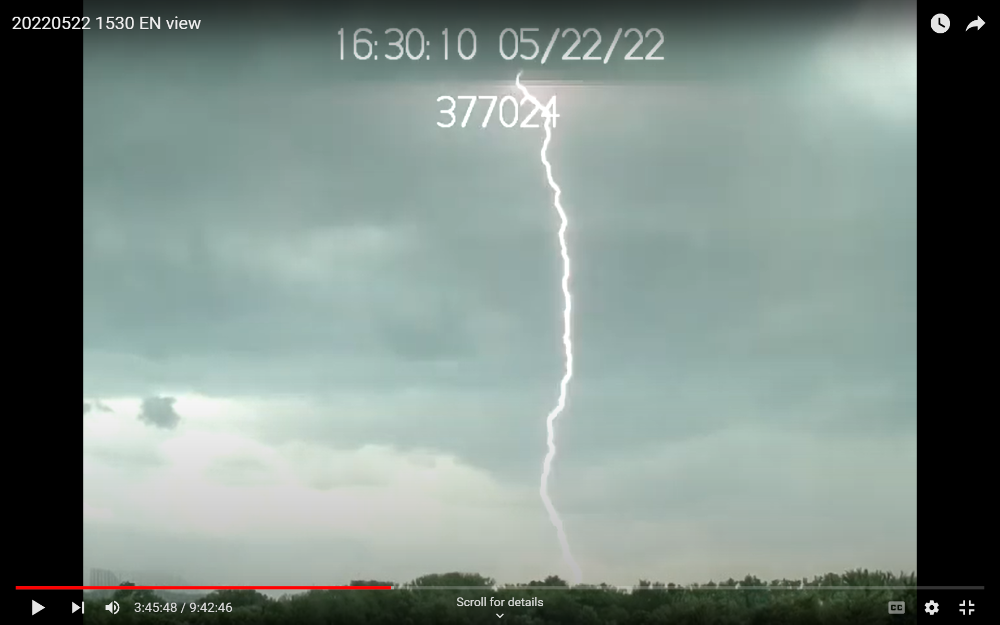 20220522 1530 EN view
16:30:10 05/22/22
377024
3:45:48 / 9:42:46
Scroll for details
CC